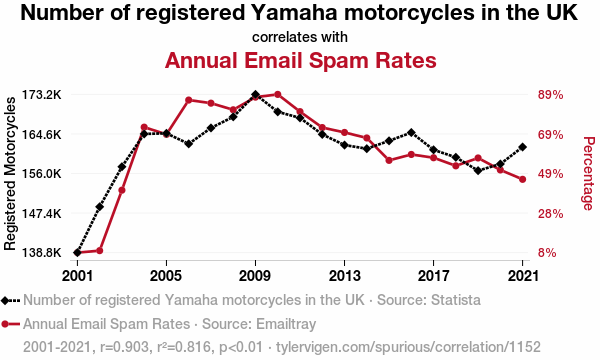 Number of registered Yamaha motorcycles in the UK
correlates with
Annual Email Spam Rates
Registered Motorcycles
173.2K
164.6K
156.0K
147.4K
138.8K
89%
69%
49%
28%
8%
Percentage
2001 2005 2009 2013 2017 2021
Number of registered Yamaha motorcycles in the UK · Source: Statista
Annual Email Spam Rates · Source: Emailtray
2001-2021, r=0.903, r²=0.816, p<0.01 · tylervigen.com/spurious/correlation/1152